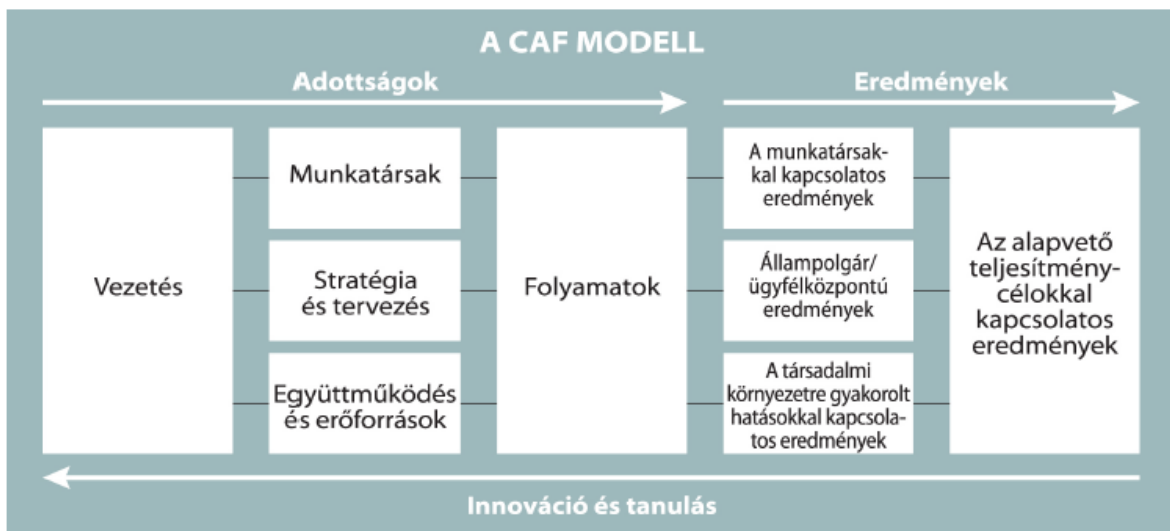 A CAF MODELL
Adottságok
Eredmények
Vezetés
Munkatársak
Stratégia
és tervezés
Együttműködés
és erőforrások
Folyamatok
A munkatársak-
kal kapcsolatos
eredmények
Állampolgár/
ügyfélközpontú
eredmények
A társadalmi
környezetre gyakorolt
hatásokkal kapcsola-
tos eredmények
Az alapvető
teljesítmény-
célokkal
kapcsolatos
eredmények
Innováció és tanulás